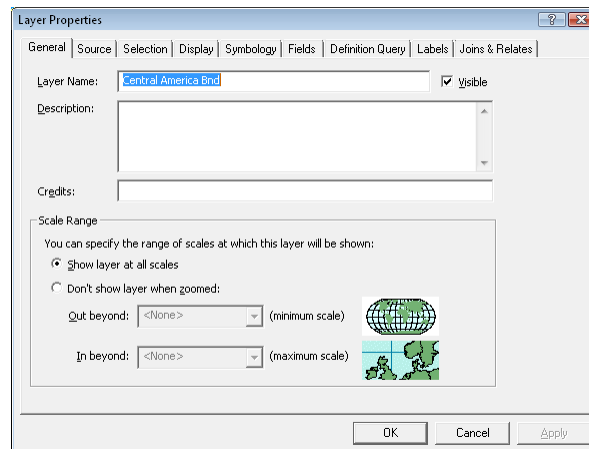 Layer Properties
General Source Selection Display Symbology Fields Definition Query Labels Joins & Relates
Layer Name: Central America Bnd Visible
Description:
Credits:
Scale Range
You can specify the range of scales at which this layer will be shown:
Show layer at all scales
Don't show layer when zoomed:
Out beyond: <None> (minimum scale)
In beyond: <None> (maximum scale)
OK Cancel Apply